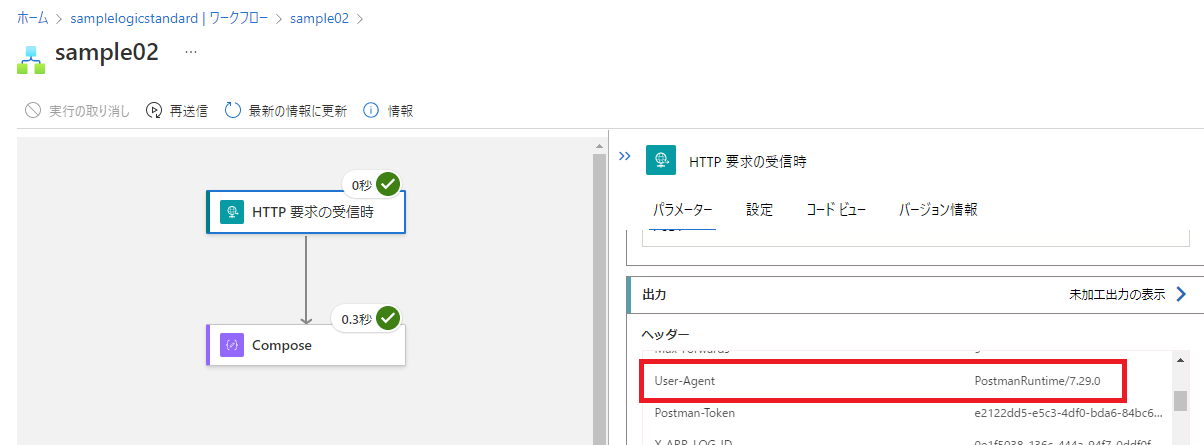 ホーム > samplelogicstandard | ワークフロー > sample02 >
sample02 ...
実行の取り消し 再送信 最新の情報に更新 情報
HTTP 要求の受信時
パラメーター 設定 コード ビュー バージョン情報
0秒
HTTP 要求の受信時
0.3秒
Compose
出力 未加工出力の表示
ヘッダー
Max-Forwards
User-Agent PostmanRuntime/7.29.0
Postman-Token e2122dd5-e5c3-4df0-bda6-84bc6...
X-APP-LOG-ID